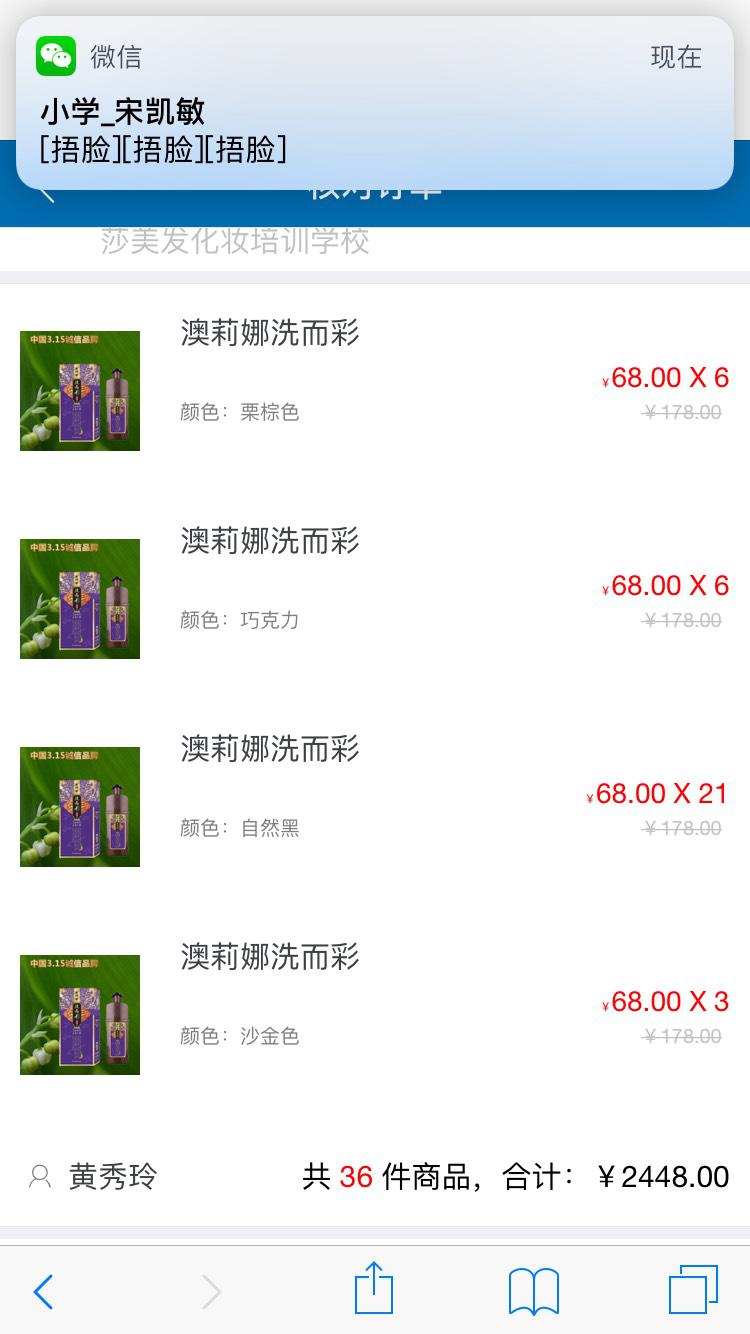 微信
现在
小学_宋凯敏
[捂脸][捂脸][捂脸]
核对订单
莎美发化妆培训学校
中国3.15诚信品牌
澳莉娜洗而彩
¥68.00 X 6
颜色：栗棕色
¥178.00
中国3.15诚信品牌
澳莉娜洗而彩
¥68.00 X 6
颜色：巧克力
¥178.00
中国3.15诚信品牌
澳莉娜洗而彩
¥68.00 X 21
颜色：自然黑
¥178.00
中国3.15诚信品牌
澳莉娜洗而彩
¥68.00 X 3
颜色：沙金色
¥178.00
黄秀玲
共 36 件商品，合计：¥2448.00